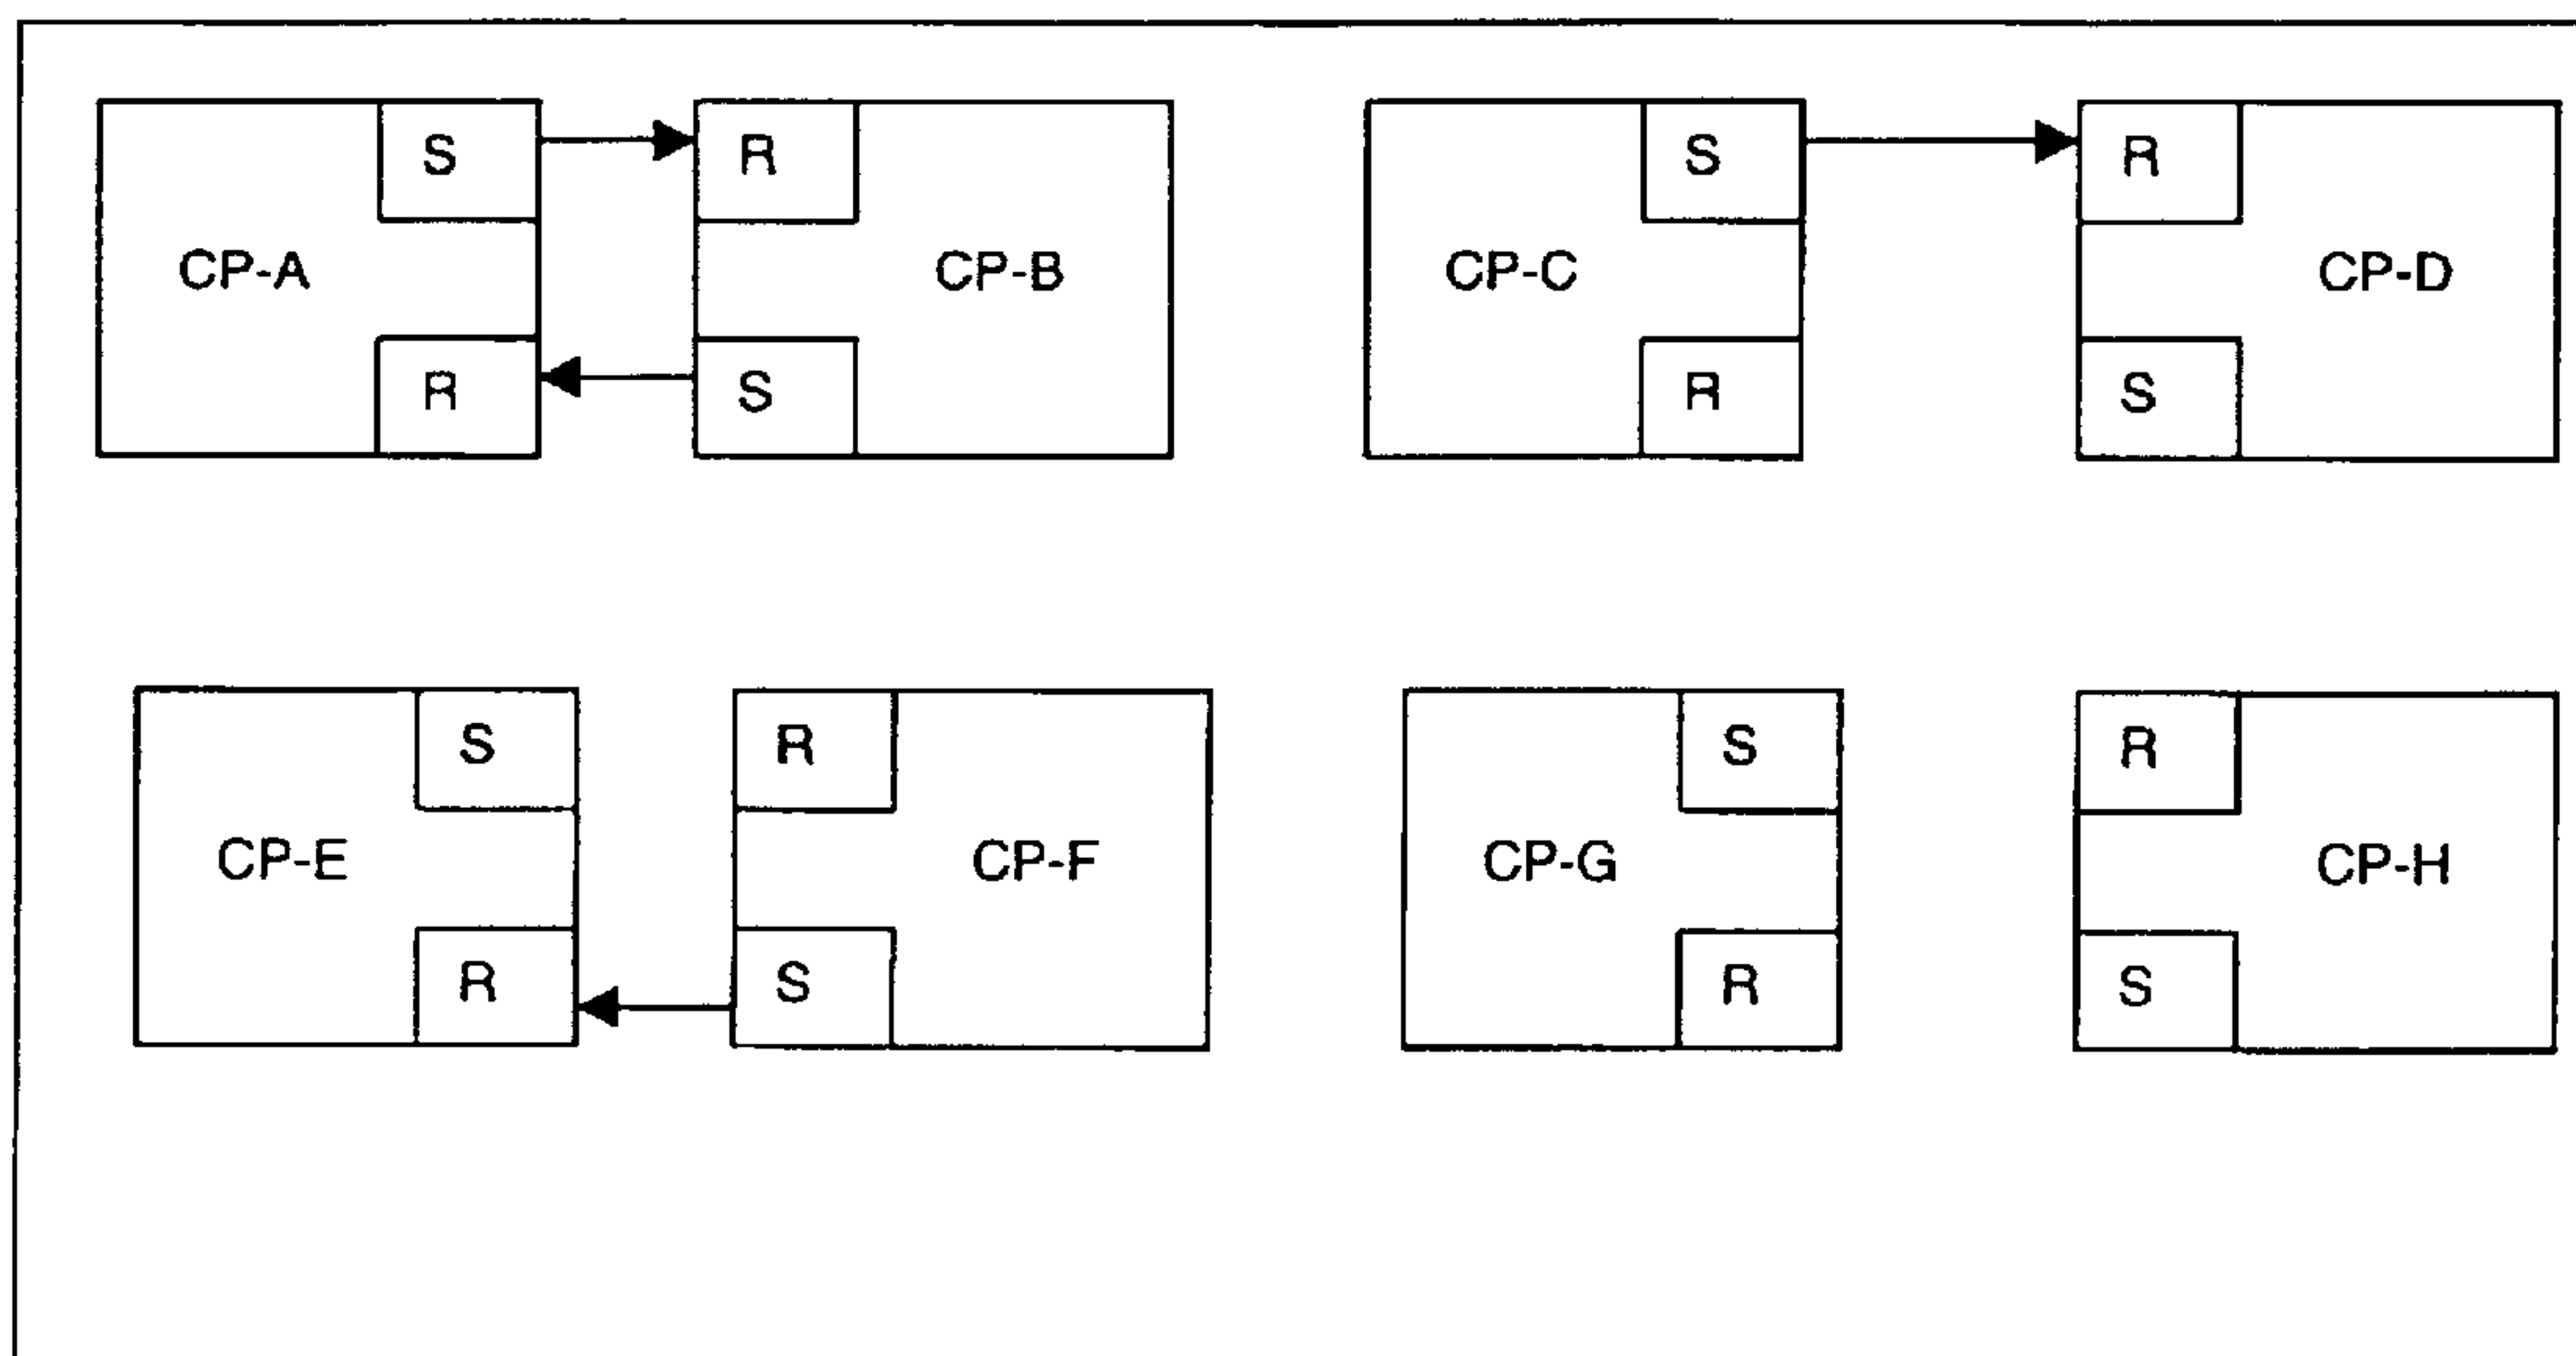 S R S R
CP-A CP-B CP-C CP-D
R S R S
S R S R
CP-E CP-F CP-G CP-H
R S R S